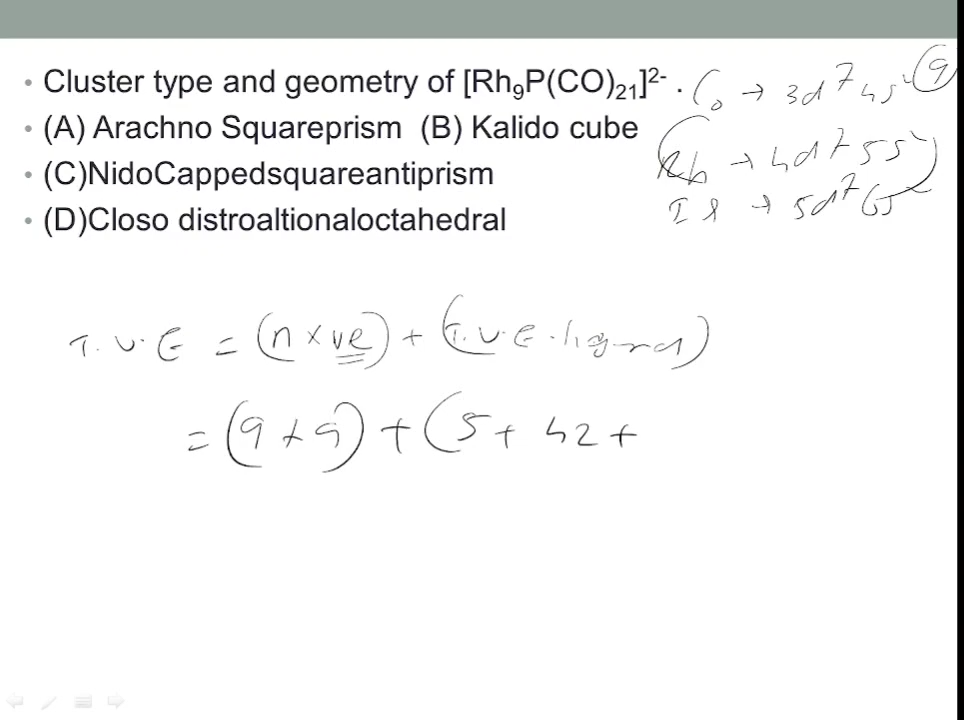 • Cluster type and geometry of [Rh₉P(CO)₂₁]²⁻ . Co → 3d⁷ 4s² (9)
• (A) Arachno Squareprism (B) Kalido cube Rh → 4d⁷ 5s²
• (C)NidoCappedsquareantiprism Ir → 5d⁷ 6s²
• (D)Closo distroaltionaloctahedral
T.V.E = (n × ve) + (T.V.E. ligand)
= (9 × 9) + (5 + 42 +